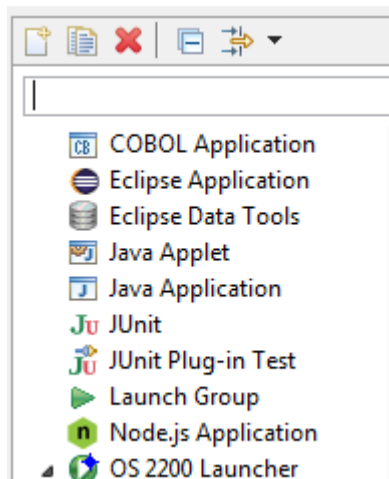 COBOL Application
Eclipse Application
Eclipse Data Tools
Java Applet
Java Application
JUnit
JUnit Plug-in Test
Launch Group
Node.js Application
OS 2200 Launcher